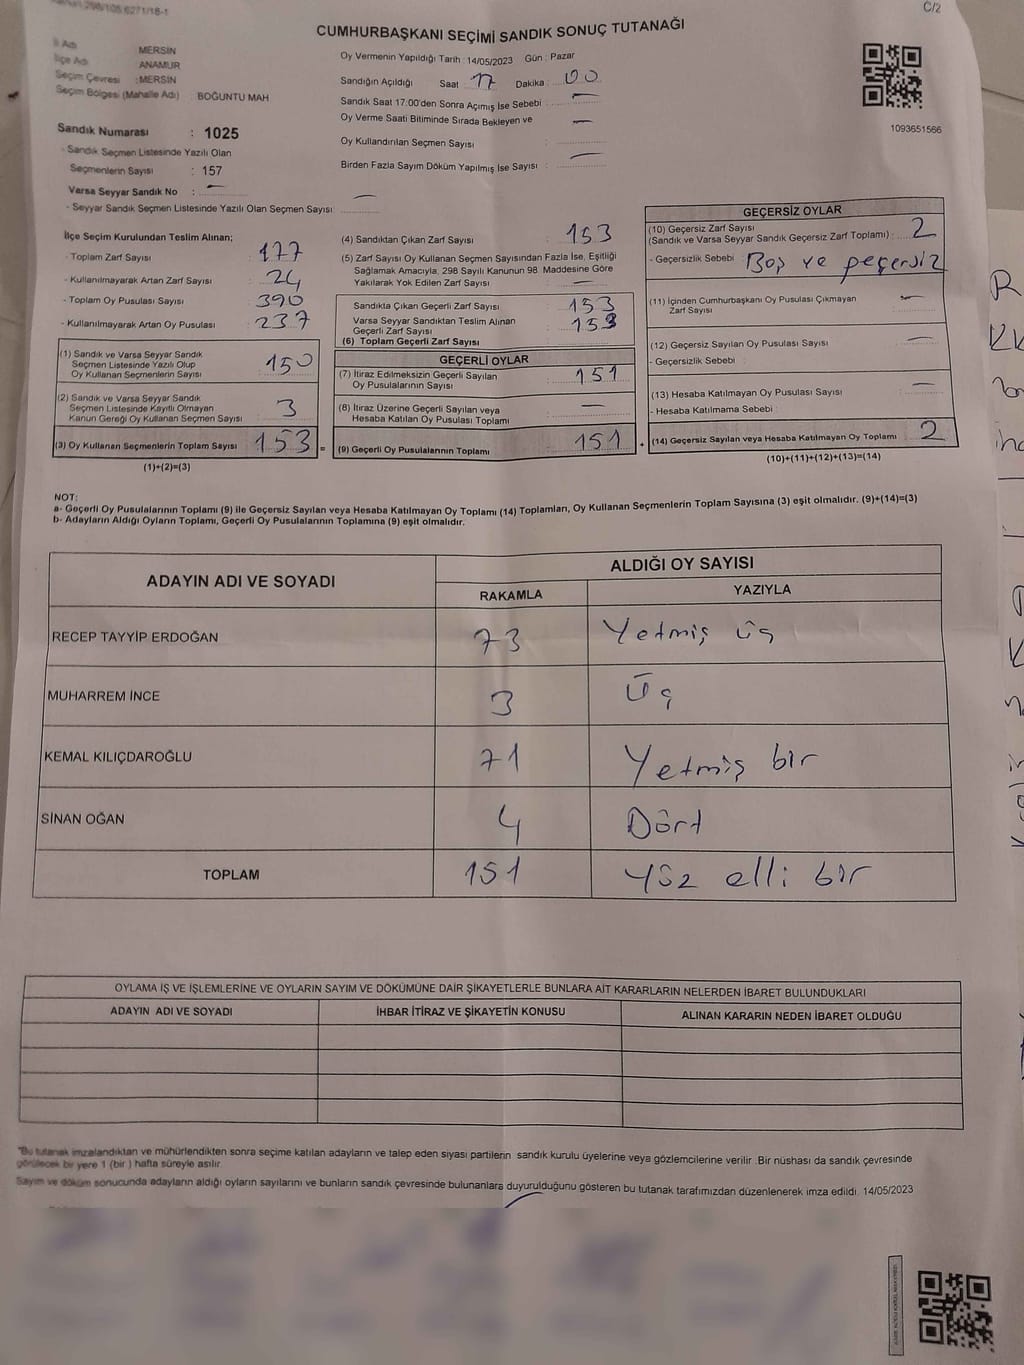 C/2
CUMHURBAŞKANI SEÇİMİ SANDIK SONUÇ TUTANAĞI
İl Adı MERSİN
İlçe Adı ANAMUR
Seçim Çevresi : MERSİN
Seçim Bölgesi (Mahalle Adı) : BOĞUNTU MAH
Sandık Numarası : 1025
- Sandık Seçmen Listesinde Yazılı Olan
Seçmenlerin Sayısı : 157
Varsa Seyyar Sandık No : —
- Seyyar Sandık Seçmen Listesinde Yazılı Olan Seçmen Sayısı : —
Oy Vermenin Yapıldığı Tarih : 14/05/2023 Gün : Pazar
Sandığın Açıldığı Saat 17 Dakika : 00
Sandık Saat 17:00'den Sonra Açımış İse Sebebi : —
Oy Verme Saati Bitiminde Sırada Bekleyen ve —
Oy Kullandırılan Seçmen Sayısı :
Birden Fazla Sayım Döküm Yapılmış İse Sayısı : —
1093651566
İlçe Seçim Kurulundan Teslim Alınan;
- Toplam Zarf Sayısı : 177
- Kullanılmayarak Artan Zarf Sayısı : 24
- Toplam Oy Pusulası Sayısı : 390
- Kullanılmayarak Artan Oy Pusulası : 237
(1) Sandık ve Varsa Seyyar Sandık
Seçmen Listesinde Yazılı Olup
Oy Kullanan Seçmenlerin Sayısı : 150
(2) Sandık ve Varsa Seyyar Sandık
Seçmen Listesinde Kayıtlı Olmayan
Kanun Gereği Oy Kullanan Seçmen Sayısı : 3
(3) Oy Kullanan Seçmenlerin Toplam Sayısı 153 =
(1)+(2)=(3)
(4) Sandıktan Çıkan Zarf Sayısı : 153
(5) Zarf Sayısı Oy Kullanan Seçmen Sayısından Fazla İse, Eşitliği
Sağlamak Amacıyla, 298 Sayılı Kanunun 98. Maddesine Göre
Yakılarak Yok Edilen Zarf Sayısı : —
Sandıkta Çıkan Geçerli Zarf Sayısı : 153
Varsa Seyyar Sandıktan Teslim Alınan
Geçerli Zarf Sayısı : 153
(6) Toplam Geçerli Zarf Sayısı :
GEÇERLİ OYLAR
(7) İtiraz Edilmeksizin Geçerli Sayılan
Oy Pusulalarının Sayısı : 151
(8) İtiraz Üzerine Geçerli Sayılan veya
Hesaba Katılan Oy Pusulası Toplamı : —
(9) Geçerli Oy Pusulalarının Toplamı 151 +
GEÇERSİZ OYLAR
(10) Geçersiz Zarf Sayısı
(Sandık ve Varsa Seyyar Sandık Geçersiz Zarf Toplamı) : 2
- Geçersizlik Sebebi : Boş ve geçersiz
(11) İçinden Cumhurbaşkanı Oy Pusulası Çıkmayan —
Zarf Sayısı
(12) Geçersiz Sayılan Oy Pusulası Sayısı : —
- Geçersizlik Sebebi :
(13) Hesaba Katılmayan Oy Pusulası Sayısı : —
- Hesaba Katılmama Sebebi :
(14) Geçersiz Sayılan veya Hesaba Katılmayan Oy Toplamı 2
(10)+(11)+(12)+(13)=(14)
NOT:
a- Geçerli Oy Pusulalarının Toplamı (9) ile Geçersiz Sayılan veya Hesaba Katılmayan Oy Toplamı (14) Toplamları, Oy Kullanan Seçmenlerin Toplam Sayısına (3) eşit olmalıdır. (9)+(14)=(3)
b- Adayların Aldığı Oyların Toplamı, Geçerli Oy Pusulalarının Toplamına (9) eşit olmalıdır.
ADAYIN ADI VE SOYADI ALDIĞI OY SAYISI
RAKAMLA YAZIYLA
RECEP TAYYİP ERDOĞAN 73 Yetmiş üç
MUHARREM İNCE 3 Üç
KEMAL KILIÇDAROĞLU 71 Yetmiş bir
SİNAN OĞAN 4 Dört
TOPLAM 151 Yüz elli bir
OYLAMA İŞ VE İŞLEMLERİNE VE OYLARIN SAYIM VE DÖKÜMÜNE DAİR ŞİKAYETLERLE BUNLARA AİT KARARLARIN NELERDEN İBARET BULUNDUKLARI
ADAYIN ADI VE SOYADI İHBAR İTİRAZ VE ŞİKAYETİN KONUSU ALINAN KARARIN NEDEN İBARET OLDUĞU
*Bu tutanak imzalandıktan ve mühürlendikten sonra seçime katılan adayların ve talep eden siyasi partilerin sandık kurulu üyelerine veya gözlemcilerine verilir. Bir nüshası da sandık çevresinde
görülecek bir yere 1 (bir) hafta süreyle asılır.
Sayım ve döküm sonucunda adayların aldığı oyların sayılarını ve bunların sandık çevresinde bulunanlara duyurulduğunu gösteren bu tutanak tarafımızdan düzenlenerek imza edildi. 14/05/2023